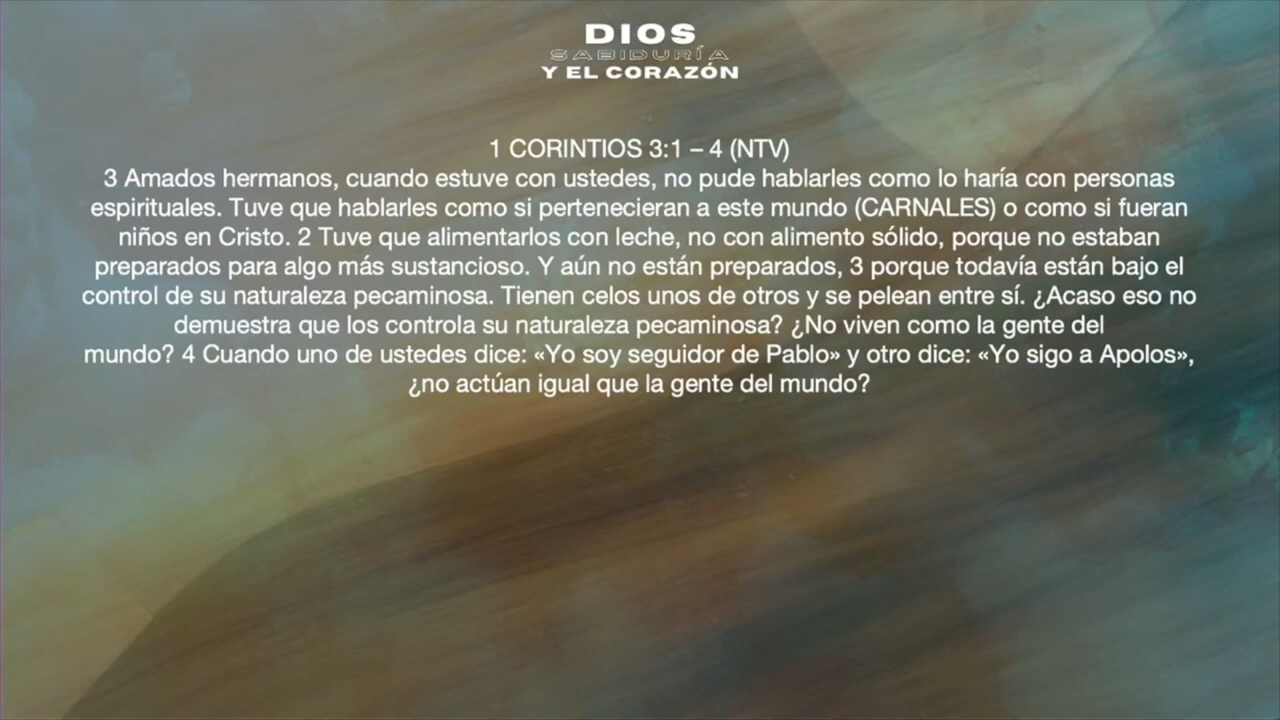 DIOS
SABIDURÍA
Y EL CORAZÓN
1 CORINTIOS 3:1 – 4 (NTV)
3 Amados hermanos, cuando estuve con ustedes, no pude hablarles como lo haría con personas
espirituales. Tuve que hablarles como si pertenecieran a este mundo (CARNALES) o como si fueran
niños en Cristo. 2 Tuve que alimentarlos con leche, no con alimento sólido, porque no estaban
preparados para algo más sustancioso. Y aún no están preparados, 3 porque todavía están bajo el
control de su naturaleza pecaminosa. Tienen celos unos de otros y se pelean entre sí. ¿Acaso eso no
demuestra que los controla su naturaleza pecaminosa? ¿No viven como la gente del
mundo? 4 Cuando uno de ustedes dice: «Yo soy seguidor de Pablo» y otro dice: «Yo sigo a Apolos»,
¿no actúan igual que la gente del mundo?